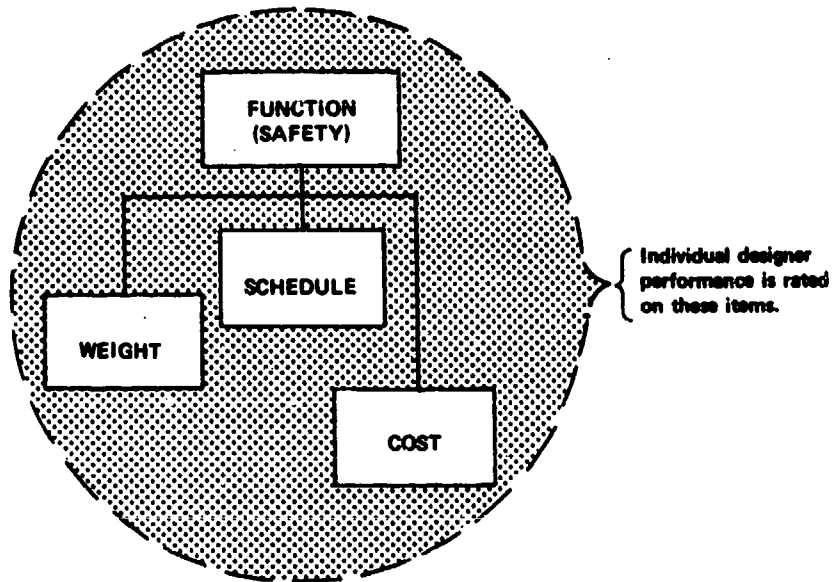 FUNCTION
(SAFETY)
SCHEDULE
WEIGHT
COST
Individual designer
performance is rated
on these items.